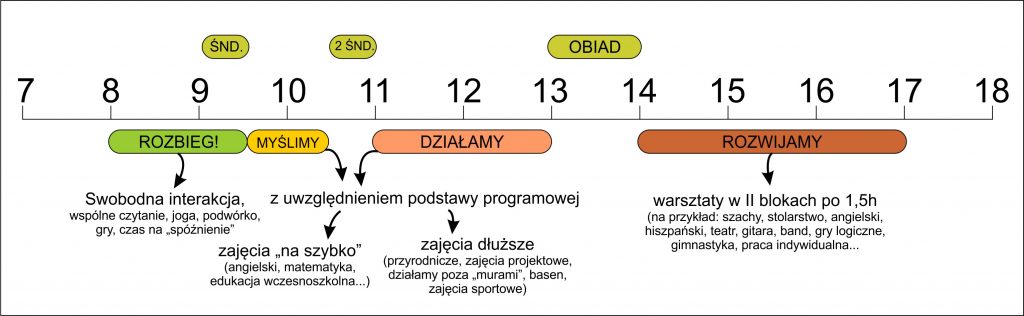 ŚND.
2 ŚND.
OBIAD
7 8 9 10 11 12 13 14 15 16 17 18
ROZBIEG!
MYŚLIMY
DZIAŁAMY
ROZWIJAMY
Swobodna interakcja,
wspólne czytanie, joga, podwórko,
gry, czas na „spóźnienie”
z uwzględnieniem podstawy programowej
zajęcia „na szybko”
(angielski, matematyka,
edukacja wczesnoszkolna...)
zajęcia dłuższe
(przyrodnicze, zajęcia projektowe,
działamy poza „murami”, basen,
zajęcia sportowe)
warsztaty w II blokach po 1,5h
(na przykład: szachy, stolarstwo, angielski,
hiszpański, teatr, gitara, band, gry logiczne,
gimnastyka, praca indywidualna...